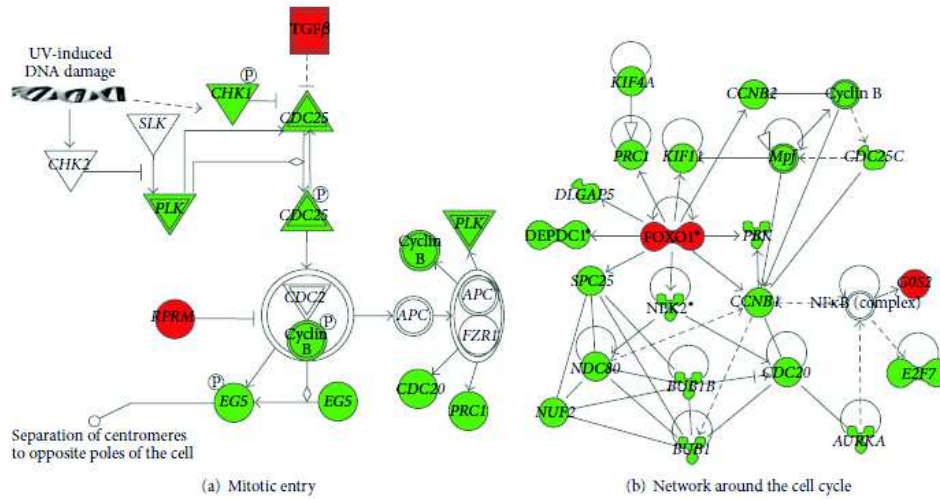 TGFβ
UV-induced
DNA damage
P
CHK1
CDC25
SLK
CHK2
PLK
P
CDC25
PLK
Cyclin
B
CDC2
P
Cyclin
B
RPRM
APC
APC
FZR1
P
EG5
EG5
CDC20
PRC1
Separation of centromeres
to opposite poles of the cell
(a) Mitotic entry
KIF4A
CCNB2
Cyclin B
PRC1
KIF11
Mpf
CDC25C
DLGAP5
DEPDC1*
FOXO1*
PBK
SPC25
NEK2*
CCNB1
NFκB (complex)
G0S2
NDC80
BUB1B
CDC20
E2F7
NUF2
BUB1
AURKA
(b) Network around the cell cycle